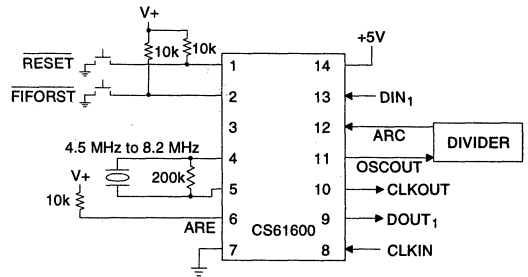 V+
10k 10k
+5V
RESET
1 14
FIFORST
2 13 DIN1
3 12 ARC
DIVIDER
4.5 MHz to 8.2 MHz
4 11 OSCOUT
V+
200k
5 10 CLKOUT
10k
6 9 DOUT1
ARE
CS61600
7 8 CLKIN